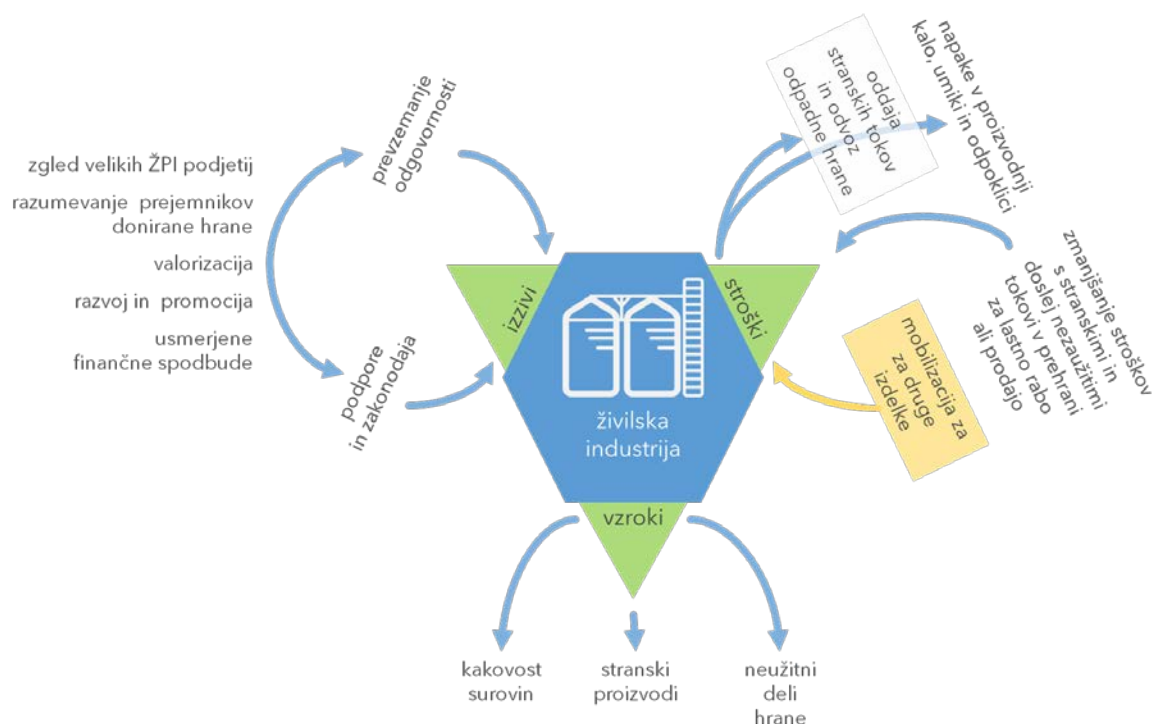 zgled velikih ŽPI podjetij
razumevanje prejemnikov
donirane hrane
valorizacija
razvoj in promocija
usmerjene
finančne spodbude
prevzemanje
odgovornosti
podpore
in zakonodaja
izzivi
stroški
živilska
industrija
vzroki
oddaja
stranskih tokov
in odvoz
odpadne hrane
napake v proizvodnji
kalo, umiki in odpoklici
zmanjšanje stroškov
s stranskimi in
doslej nezaužitimi
tokovi v prehrani
za lastno rabo
ali prodajo
mobilizacija za
za druge
izdelke
kakovost
surovin
stranski
proizvodi
neužitni
deli
hrane